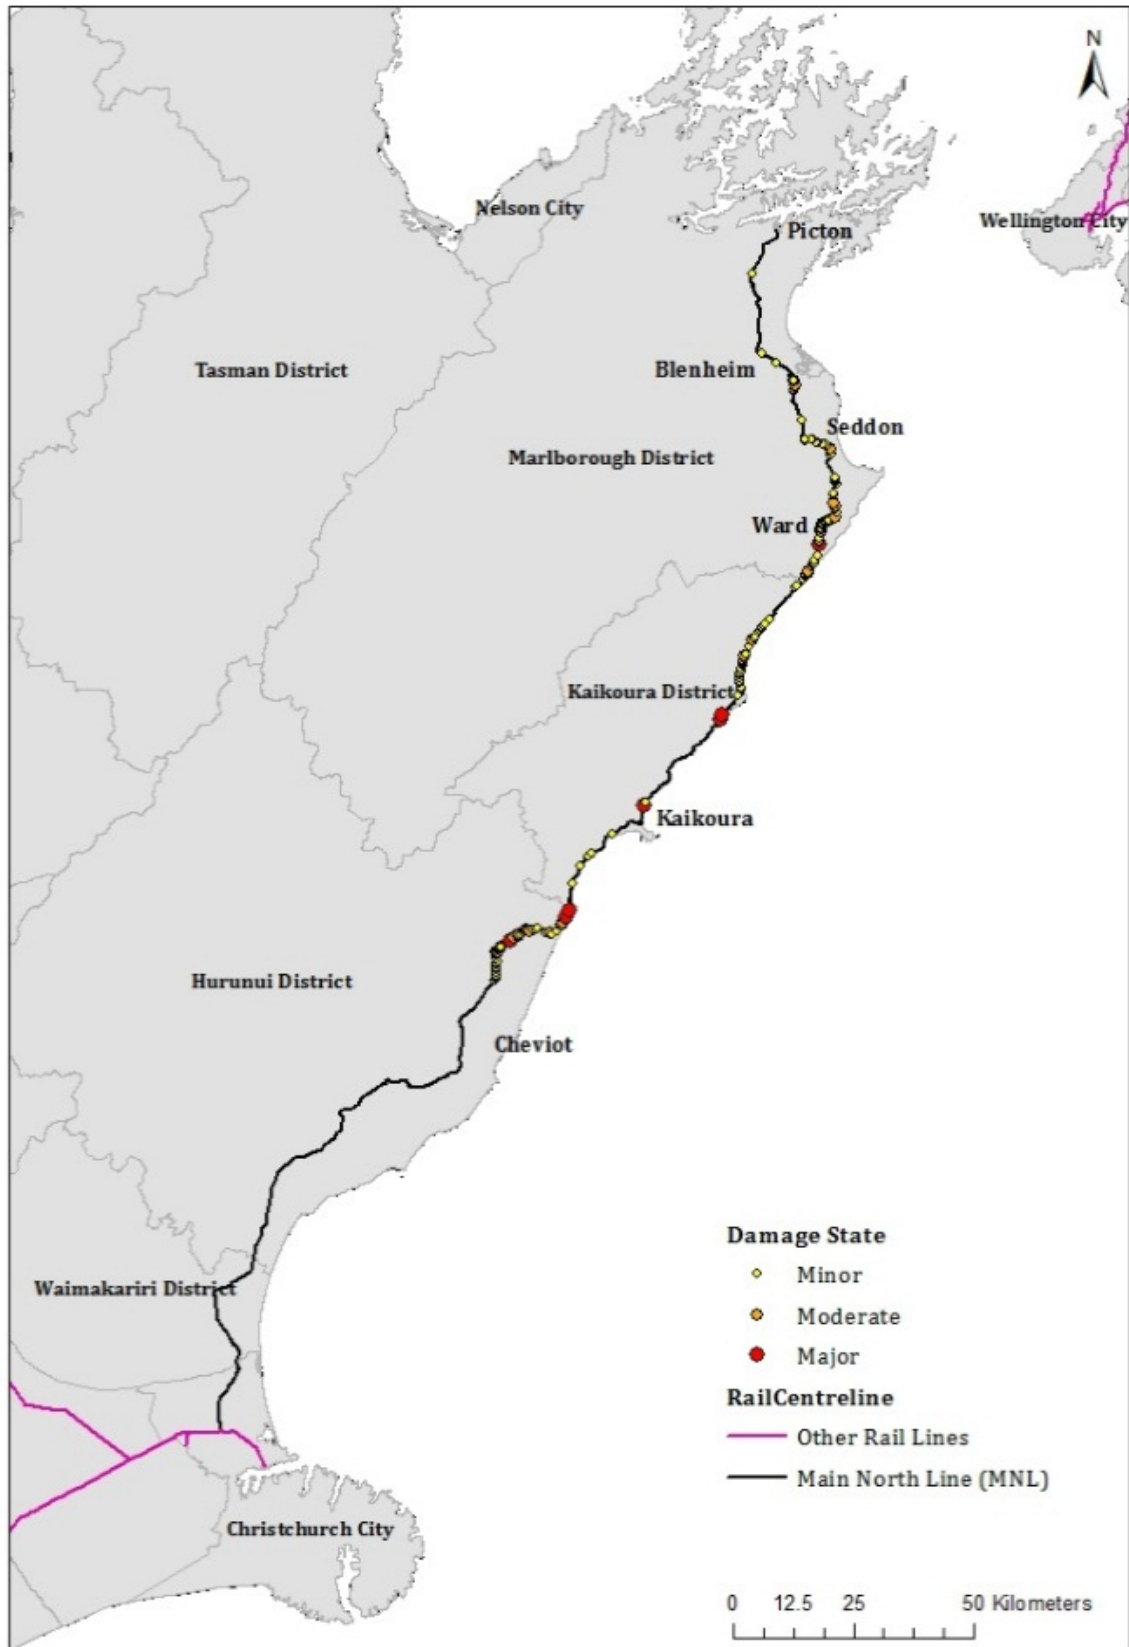 N
Nelson City
Picton
Wellington City
Tasman District
Blenheim
Seddon
Marlborough District
Ward
Kaikoura District
Kaikoura
Hurunui District
Cheviot
Damage State
Minor
Waimakariri District
Moderate
Major
RailCentreline
Other Rail Lines
Main North Line (MNL)
Christchurch City
0 12.5 25 50 Kilometers